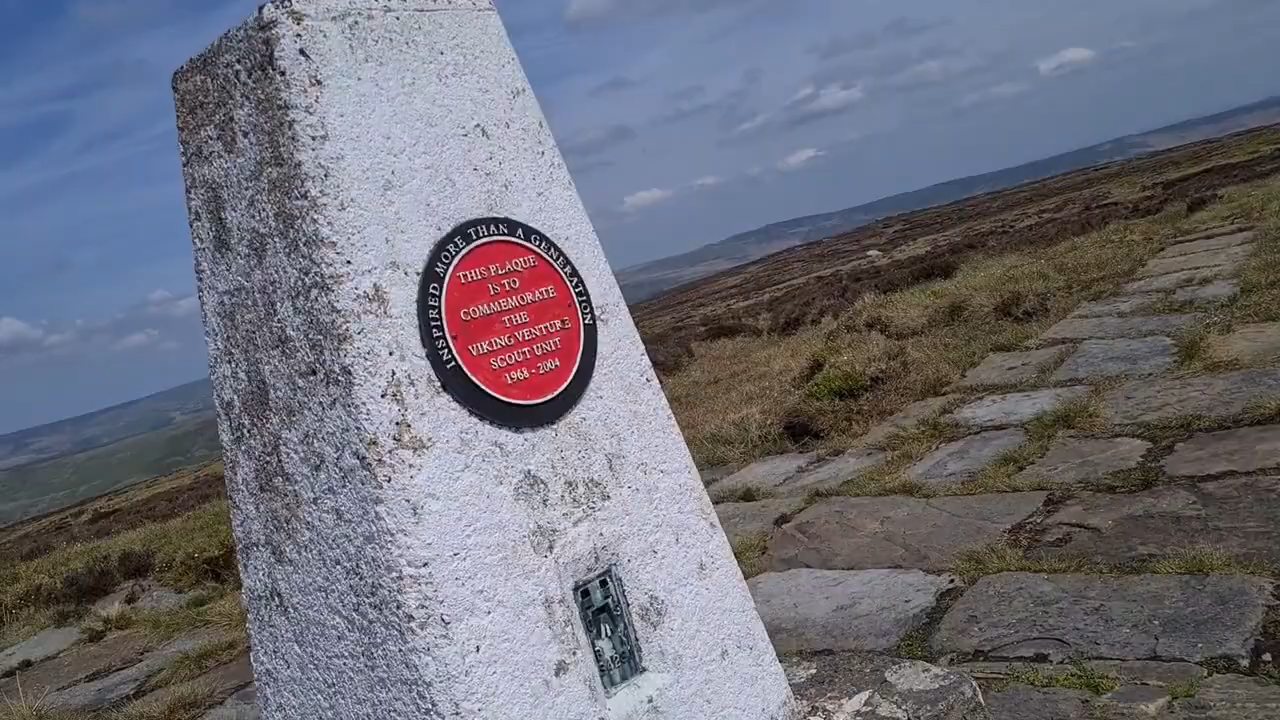 INSPIRED MORE THAN A GENERATION
THIS PLAQUE
IS TO
COMMEMORATE
THE
VIKING VENTURE
SCOUT UNIT
1968 - 2004